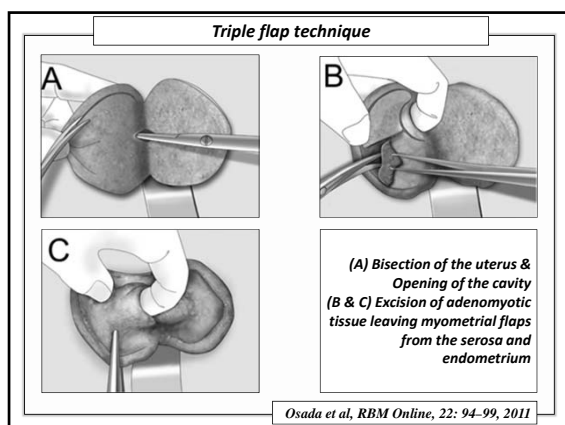 Triple flap technique
A
B
C
(A) Bisection of the uterus &
Opening of the cavity
(B & C) Excision of adenomyotic
tissue leaving myometrial flaps
from the serosa and
endometrium
Osada et al, RBM Online, 22: 94–99, 2011